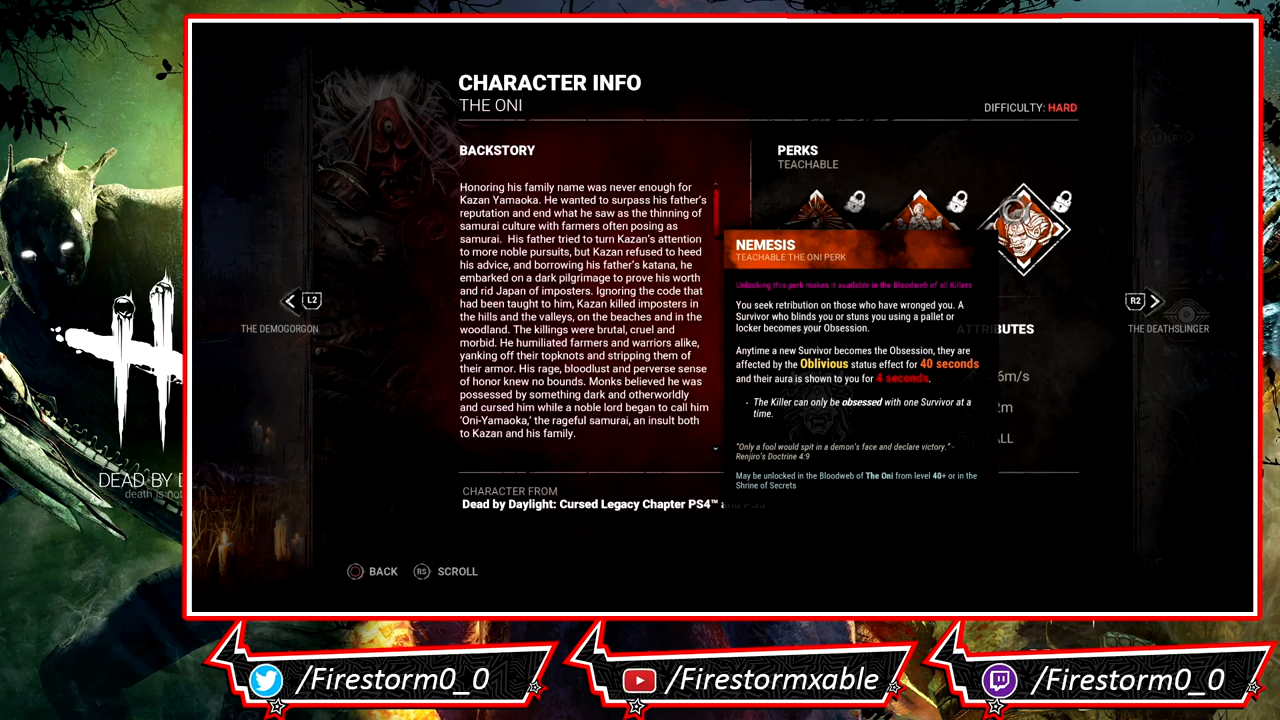 CHARACTER INFO
THE ONI
DIFFICULTY: HARD
BACKSTORY
Honoring his family name was never enough for
Kazan Yamaoka. He wanted to surpass his father's
reputation and end what he saw as the thinning of
samurai culture with farmers often posing as
samurai.  His father tried to turn Kazan's attention
to more noble pursuits, but Kazan refused to heed
his advice, and borrowing his father's katana, he
embarked on a dark pilgrimage to prove his worth
and rid Japan of imposters. Ignoring the code that
had been taught to him, Kazan killed imposters in
the hills and the valleys, on the beaches and in the
woodland. The killings were brutal, cruel and
morbid. He humiliated farmers and warriors alike,
yanking off their topknots and stripping them of
their armor. His rage, bloodlust and perverse sense
of honor knew no bounds. Monks believed he was
possessed by something dark and otherworldly
and cursed him while a noble lord began to call him
'Oni-Yamaoka,' the rageful samurai, an insult both
to Kazan and his family.
CHARACTER FROM
Dead by Daylight: Cursed Legacy Chapter PS4™ and PS5
PERKS
TEACHABLE
NEMESIS
TEACHABLE THE ONI PERK
Unlocking this perk makes it available in the Bloodweb of all Killers
You seek retribution on those who have wronged you. A
Survivor who blinds you or stuns you using a pallet or
locker becomes your Obsession.
Anytime a new Survivor becomes the Obsession, they are
affected by the Oblivious status effect for 40 seconds
and their aura is shown to you for 4 seconds.
- The Killer can only be obsessed with one Survivor at a
time.
"Only a fool would spit in a demon's face and declare victory." -
Renjiro's Doctrine 4:9
May be unlocked in the Bloodweb of The Oni from level 40+ or in the
Shrine of Secrets
ATTRIBUTES
6m/s
2m
ALL
L2
THE DEMOGORGON
R2
THE DEATHSLINGER
BACK
RS
SCROLL
DEAD BY D
death is not
/Firestorm0_0
/Firestormxable
/Firestorm0_0